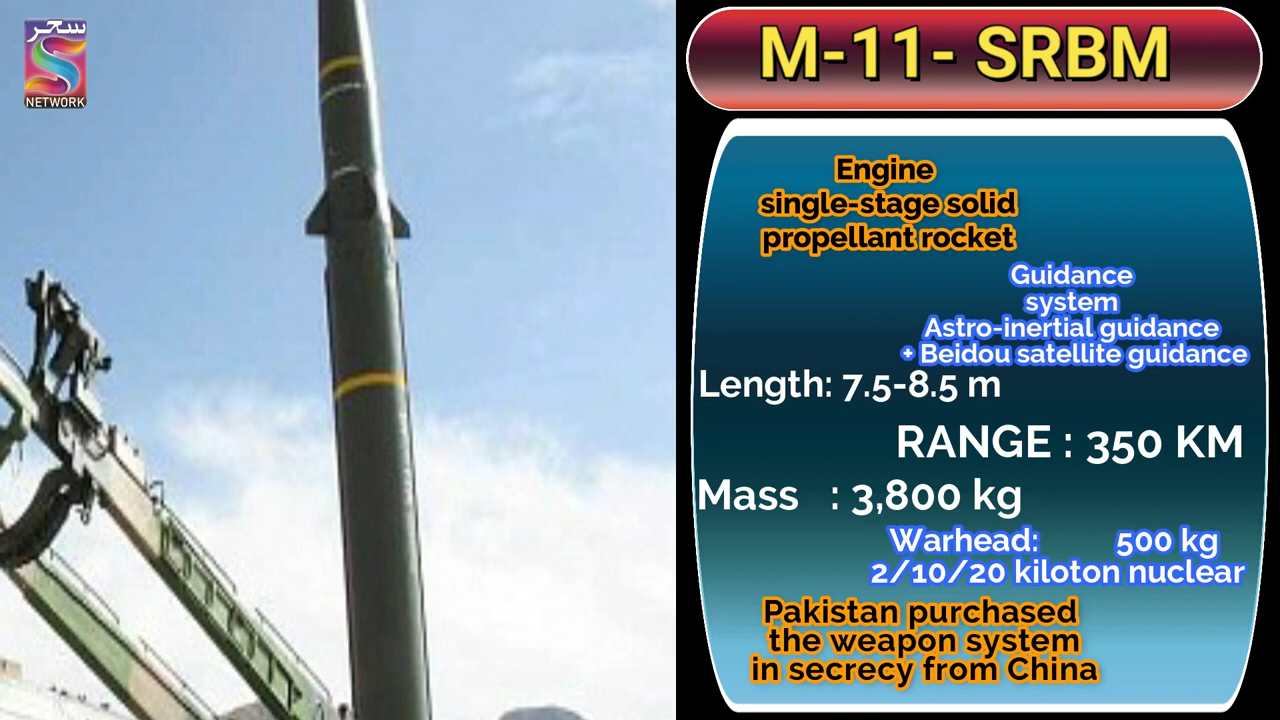 سحر
NETWORK
M-11- SRBM
Engine
single-stage solid
propellant rocket
Guidance
system
Astro-inertial guidance
+ Beidou satellite guidance
Length: 7.5-8.5 m
RANGE : 350 KM
Mass : 3,800 kg
Warhead: 500 kg
2/10/20 kiloton nuclear
Pakistan purchased
the weapon system
in secrecy from China